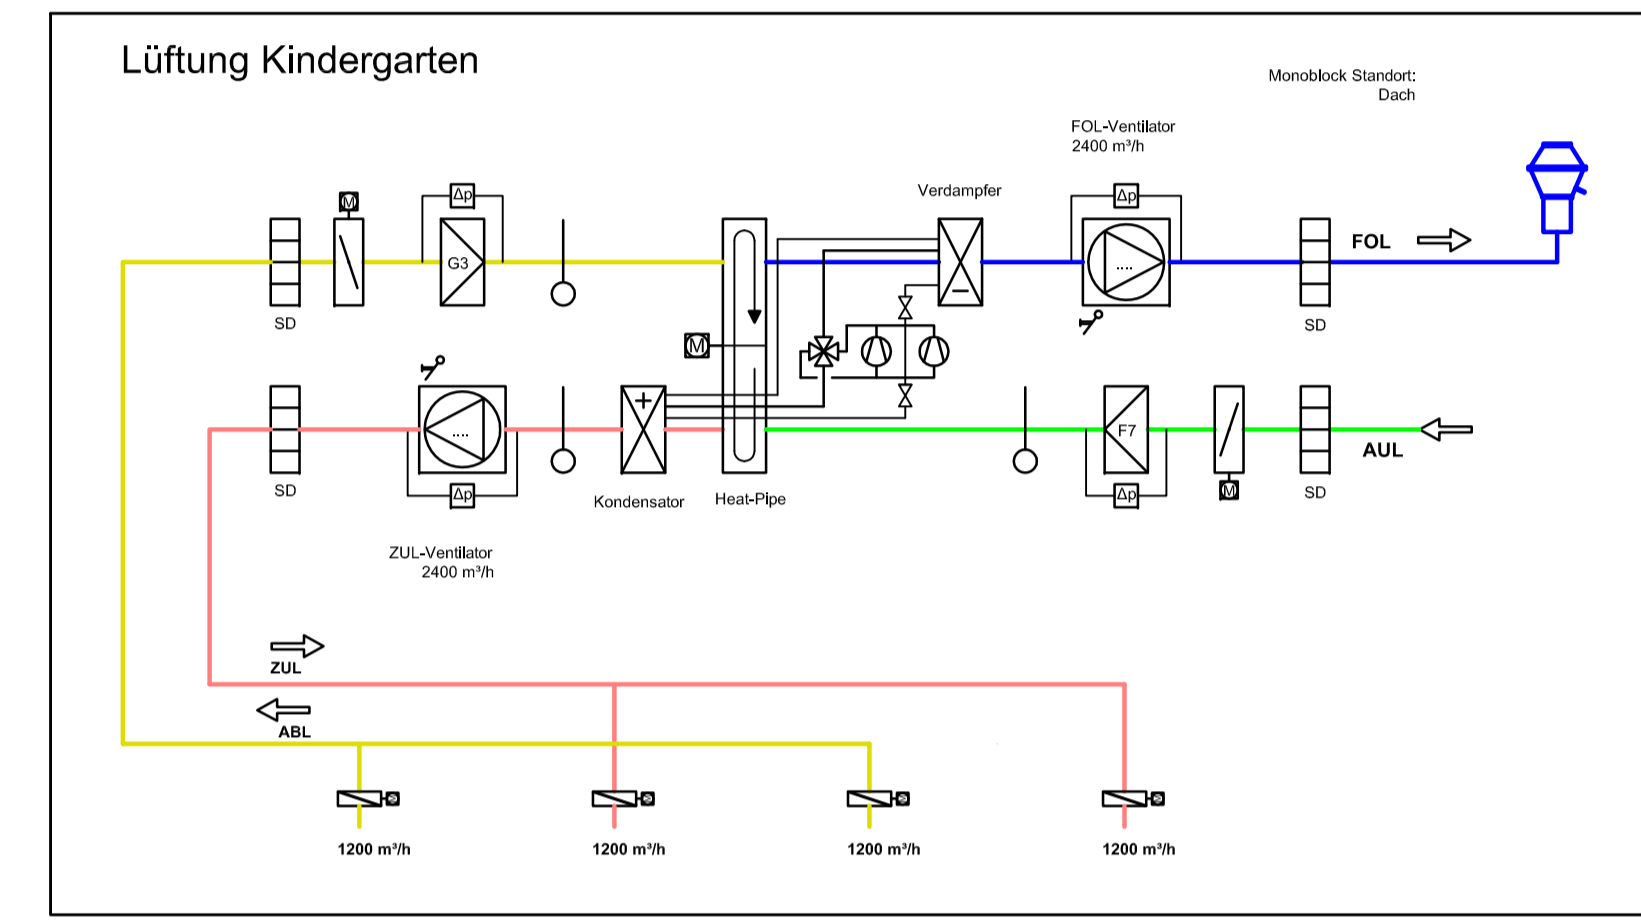 Lüftung Kindergarten
Monoblock Standort:
Dach
FOL-Ventilator
2400 m³/h
Verdampfer
M
Δp
Δp
G3
....
FOL
SD
SD
M
+
–
....
F7
AUL
SD
Δp
Kondensator
Heat-Pipe
Δp
M
SD
ZUL-Ventilator
2400 m³/h
ZUL
ABL
1200 m³/h
1200 m³/h
1200 m³/h
1200 m³/h